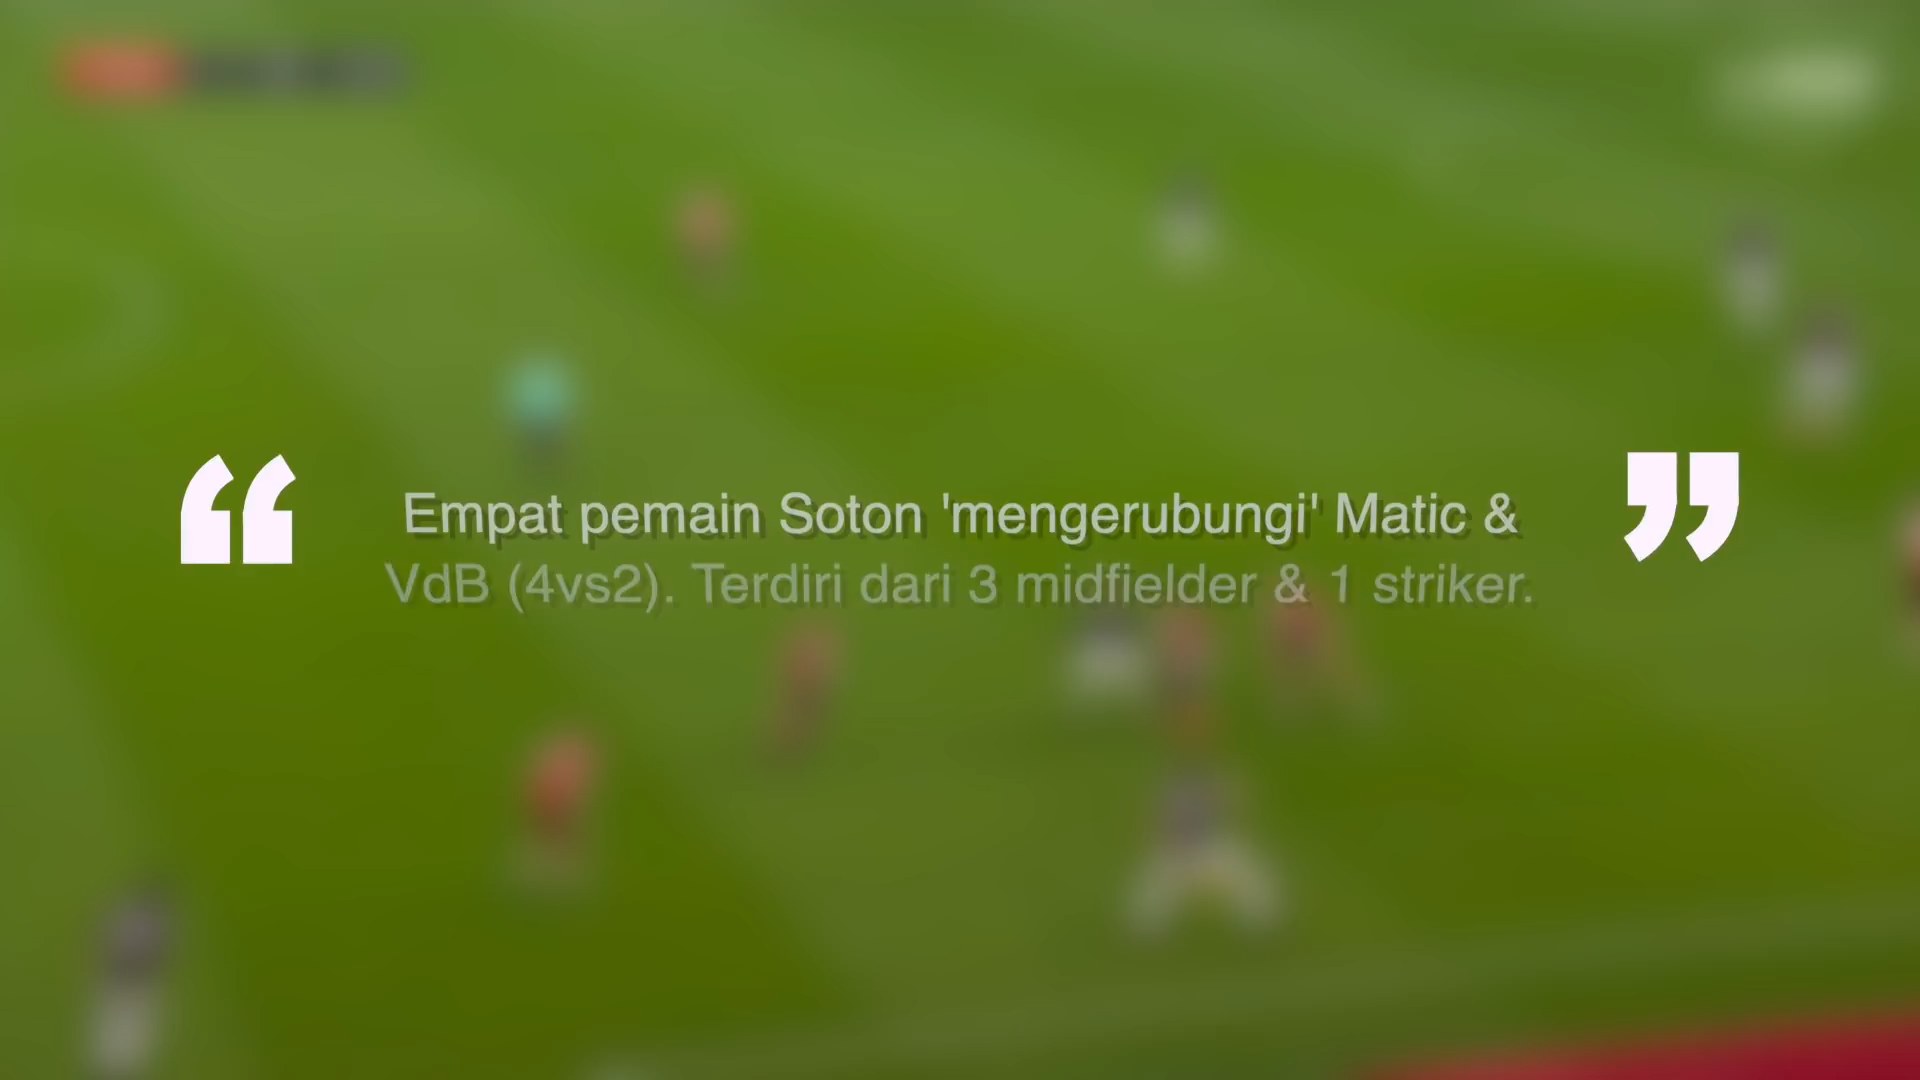 “ Empat pemain Soton 'mengerubungi' Matic & ”
VdB (4vs2). Terdiri dari 3 midfielder & 1 striker.